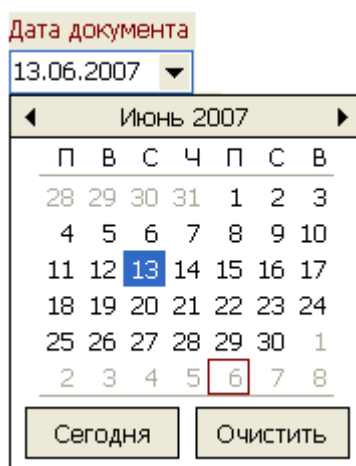 Дата документа
13.06.2007
Июнь 2007
П В С Ч П С В
28 29 30 31 1 2 3
4 5 6 7 8 9 10
11 12 13 14 15 16 17
18 19 20 21 22 23 24
25 26 27 28 29 30 1
2 3 4 5 6 7 8
Сегодня Очистить